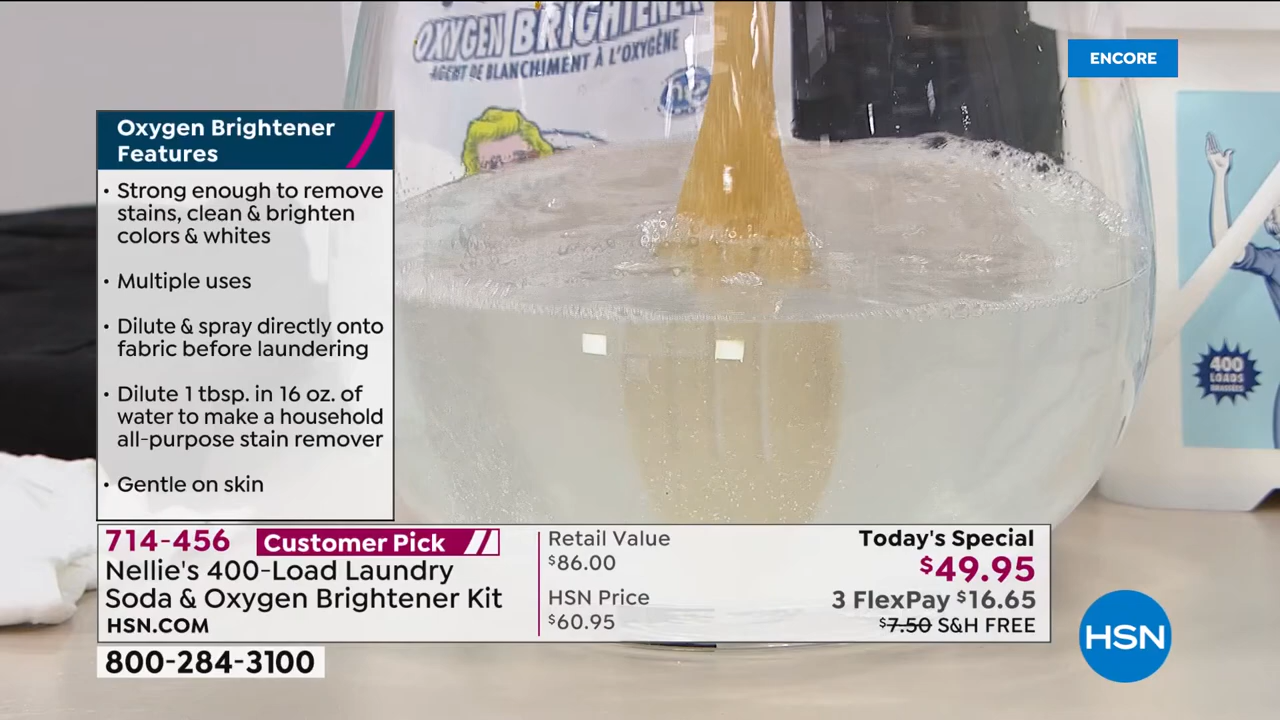 OXYGEN BRIGHTENER
AGENT DE BLANCHIMENT À L'OXYGÈNE
he
ENCORE
Oxygen Brightener
Features
• Strong enough to remove
stains, clean & brighten
colors & whites
• Multiple uses
• Dilute & spray directly onto
fabric before laundering
• Dilute 1 tbsp. in 16 oz. of
water to make a household
all-purpose stain remover
• Gentle on skin
400
LOADS
BRASSÉES
714-456 Customer Pick
Nellie's 400-Load Laundry
Soda & Oxygen Brightener Kit
HSN.COM
Retail Value
$86.00
HSN Price
$60.95
Today's Special
$49.95
3 FlexPay $16.65
$7.50 S&H FREE
800-284-3100
HSN